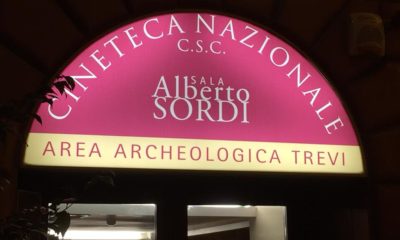 CINETECA NAZIONALE
C.S.C.
SALA
Alberto
SORDI
AREA ARCHEOLOGICA TREVI